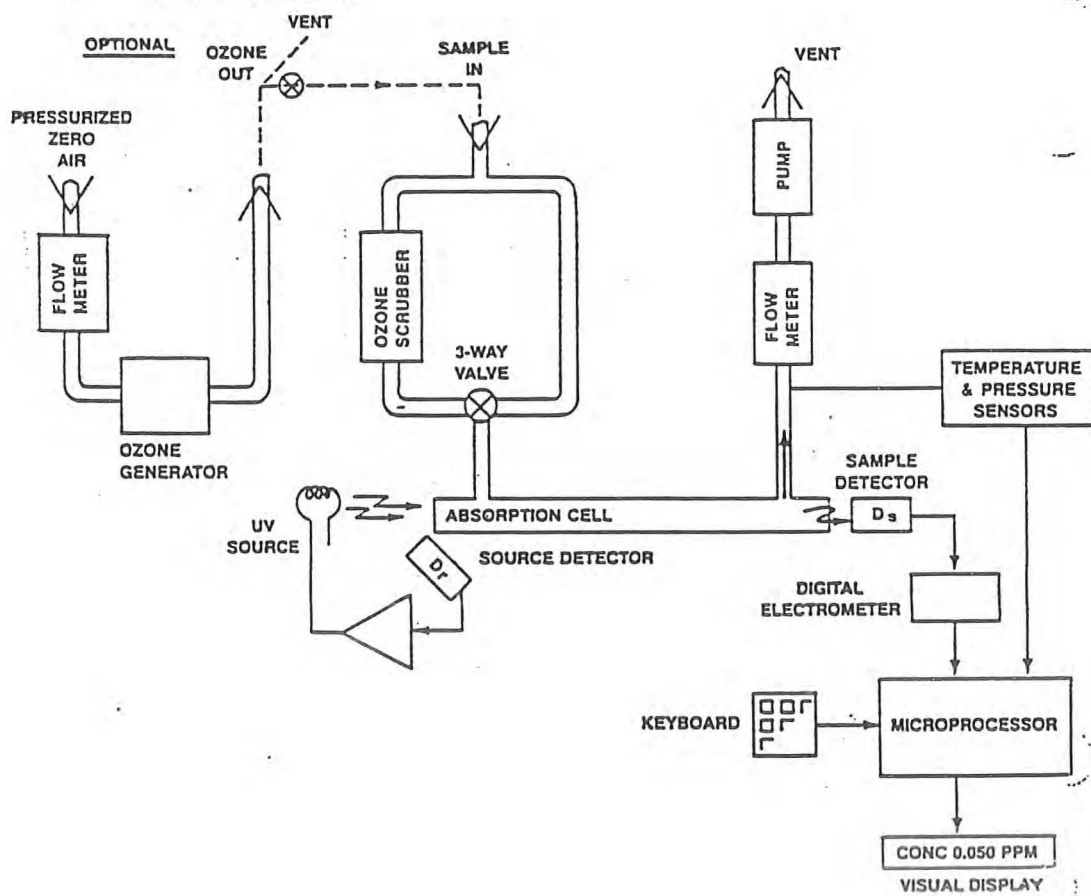 OPTIONAL
VENT
OZONE
OUT
SAMPLE
IN
VENT
PRESSURIZED
ZERO
AIR
FLOW
METER
OZONE
GENERATOR
OZONE
SCRUBBER
3-WAY
VALVE
PUMP
FLOW
METER
TEMPERATURE
& PRESSURE
SENSORS
UV
SOURCE
ABSORPTION CELL
SAMPLE
DETECTOR
Ds
SOURCE DETECTOR
Dr
DIGITAL
ELECTROMETER
KEYBOARD
MICROPROCESSOR
CONC 0.050 PPM
VISUAL DISPLAY